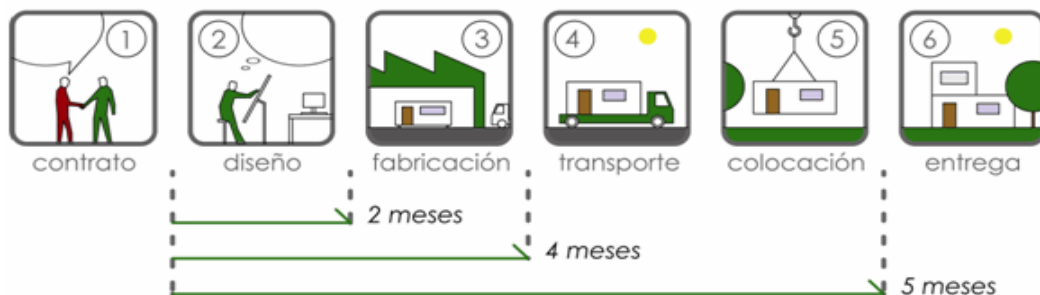 1
2
3
4
5
6
contrato
diseño
fabricación
transporte
colocación
entrega
2 meses
4 meses
5 meses